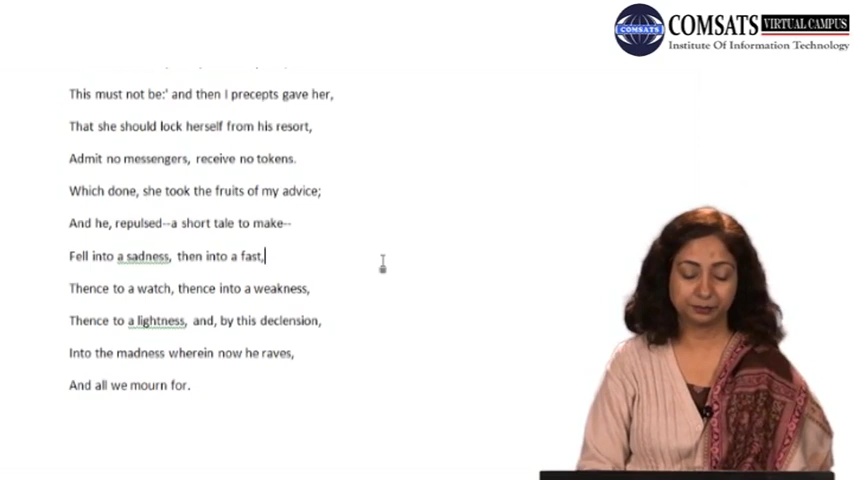 COMSATS VIRTUAL CAMPUS
COMSATS
Institute Of Information Technology
This must not be:' and then I precepts gave her,
That she should lock herself from his resort,
Admit no messengers, receive no tokens.
Which done, she took the fruits of my advice;
And he, repulsed--a short tale to make--
Fell into a sadness, then into a fast,
Thence to a watch, thence into a weakness,
Thence to a lightness, and, by this declension,
Into the madness wherein now he raves,
And all we mourn for.